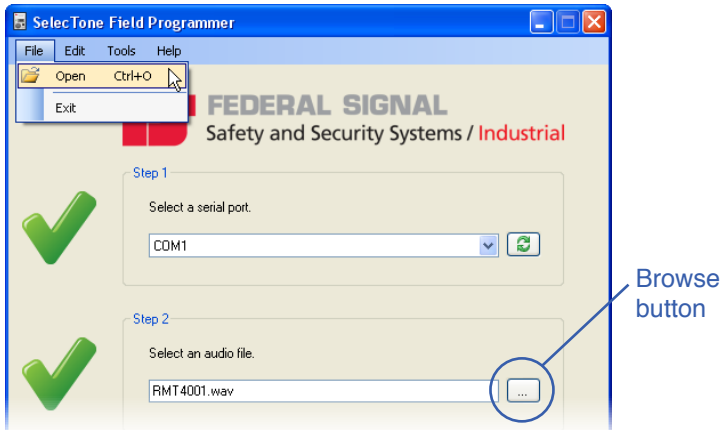 SelecTone Field Programmer
File Edit Tools Help
Open Ctrl+O
Exit
FEDERAL SIGNAL
Safety and Security Systems / Industrial
Step 1
Select a serial port.
COM1
Step 2
Select an audio file.
RMT4001.wav
...
Browse
button